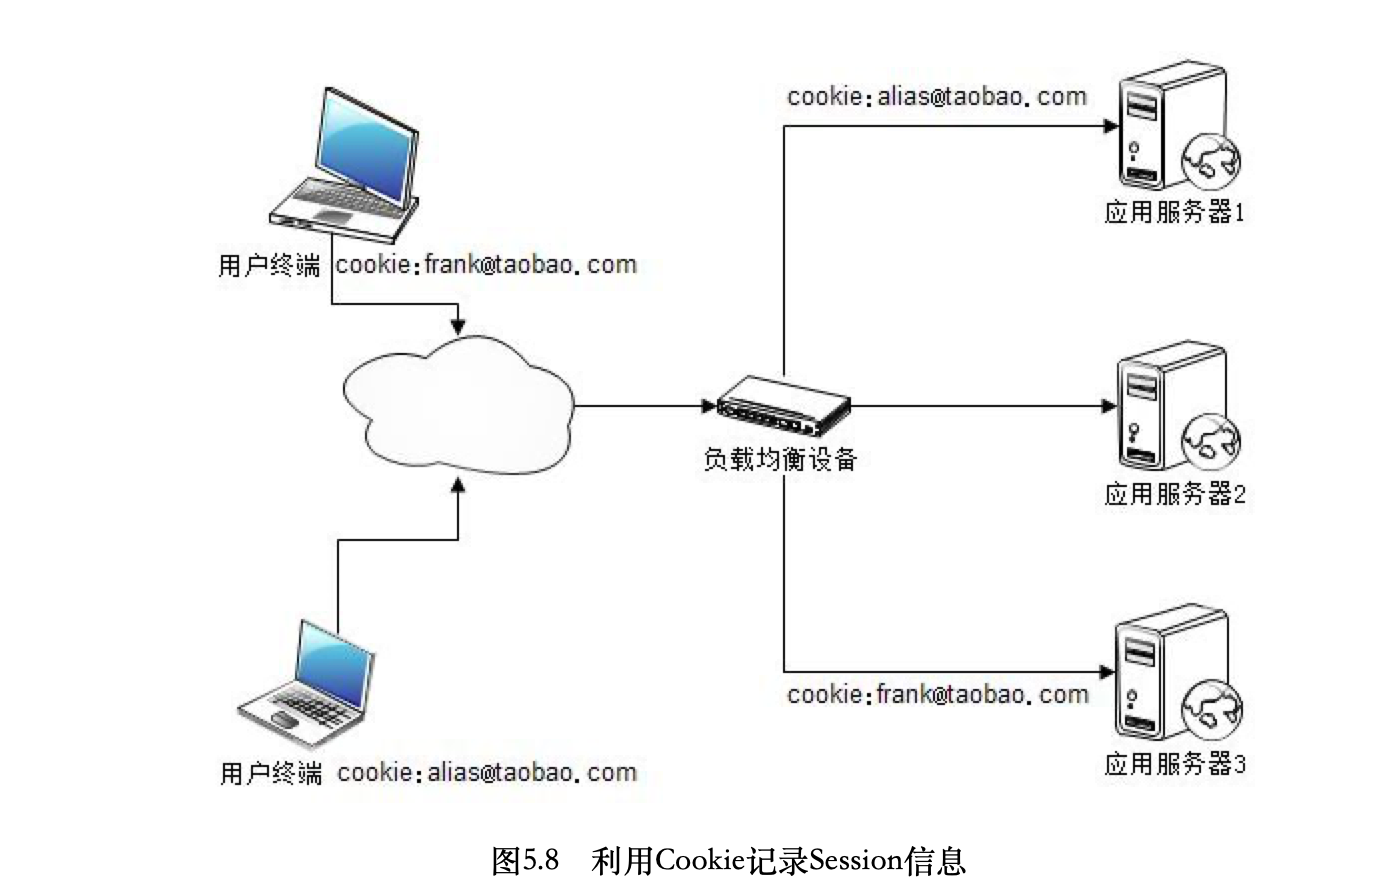 cookie:alias@taobao.com
应用服务器1
用户终端 cookie:frank@taobao.com
负载均衡设备
应用服务器2
cookie:frank@taobao.com
应用服务器3
用户终端 cookie:alias@taobao.com
图5.8 利用Cookie记录Session信息